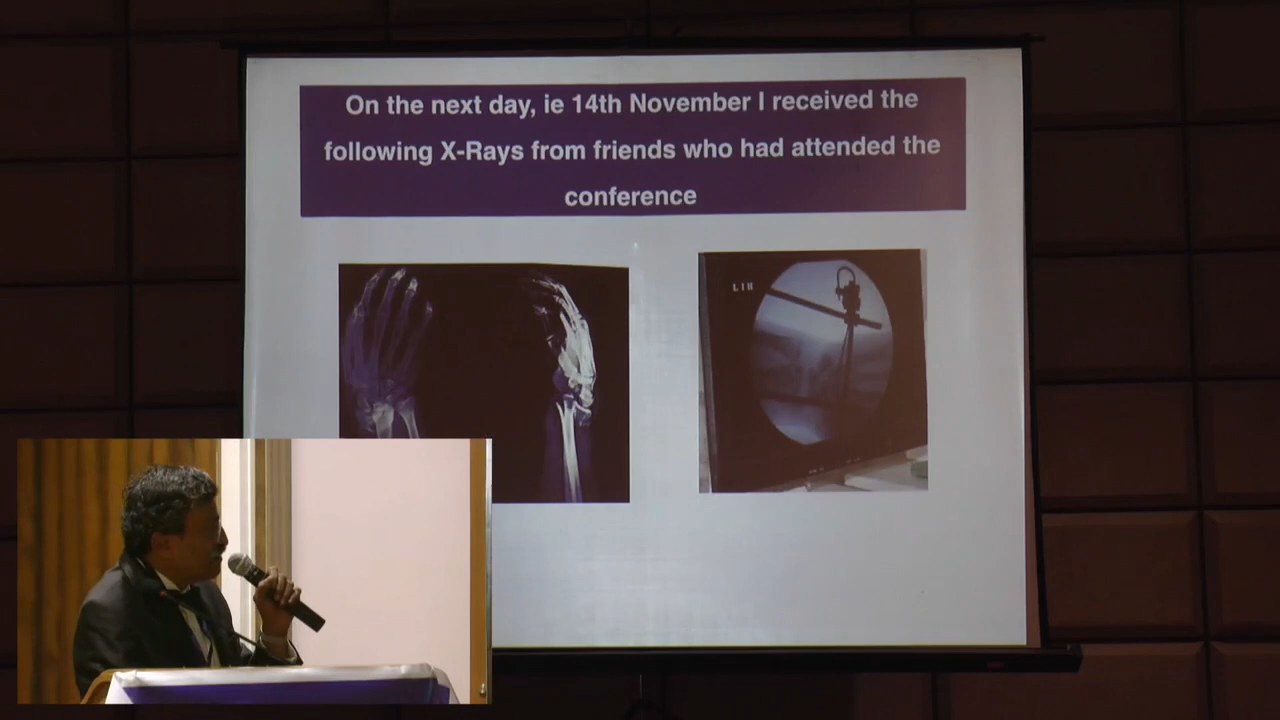 On the next day, ie 14th November I received the
following X-Rays from friends who had attended the
conference